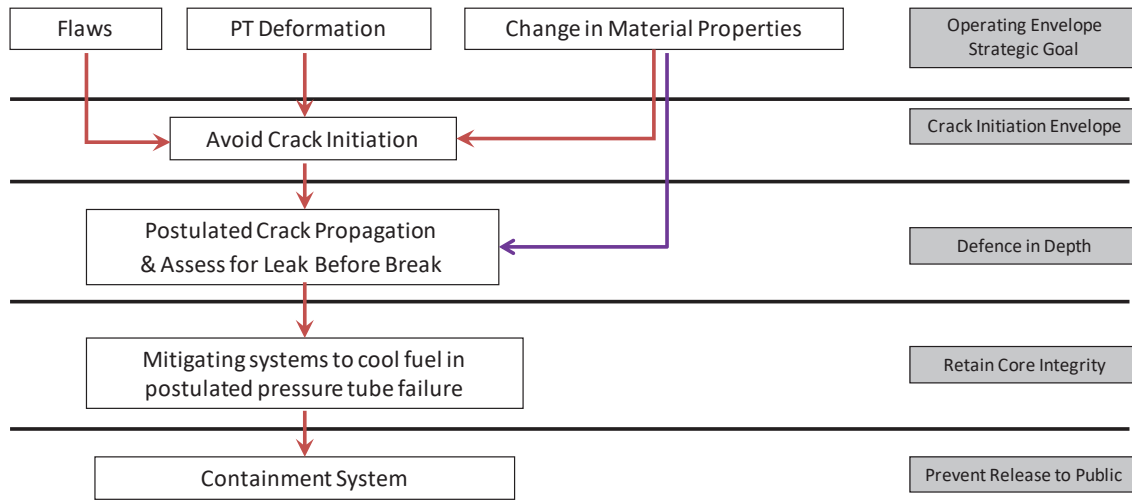 Flaws
PT Deformation
Change in Material Properties
Operating Envelope
Strategic Goal
Avoid Crack Initiation
Crack Initiation Envelope
Postulated Crack Propagation
& Assess for Leak Before Break
Defence in Depth
Mitigating systems to cool fuel in
postulated pressure tube failure
Retain Core Integrity
Containment System
Prevent Release to Public